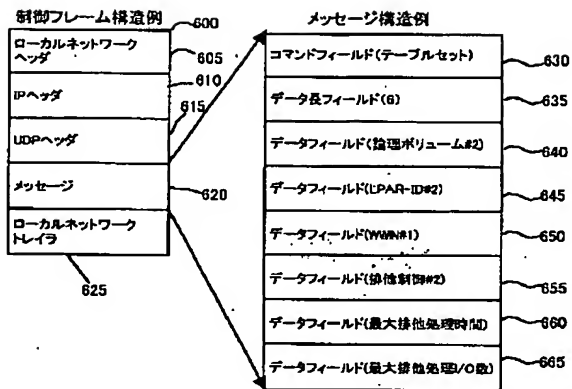 制御フレーム構造例
600
ローカルネットワーク
ヘッダ
605
IPヘッダ
610
UDPヘッダ
615
メッセージ
620
ローカルネットワーク
トレイラ
625
メッセージ構造例
コマンドフィールド(テーブルセット)
630
データ長フィールド(6)
635
データフィールド(論理ボリューム#2)
640
データフィールド(LPAR-ID#2)
645
データフィールド(WWN#1)
650
データフィールド(排他制御#2)
655
データフィールド(最大排他処理時間)
660
データフィールド(最大排他処理I/O数)
665